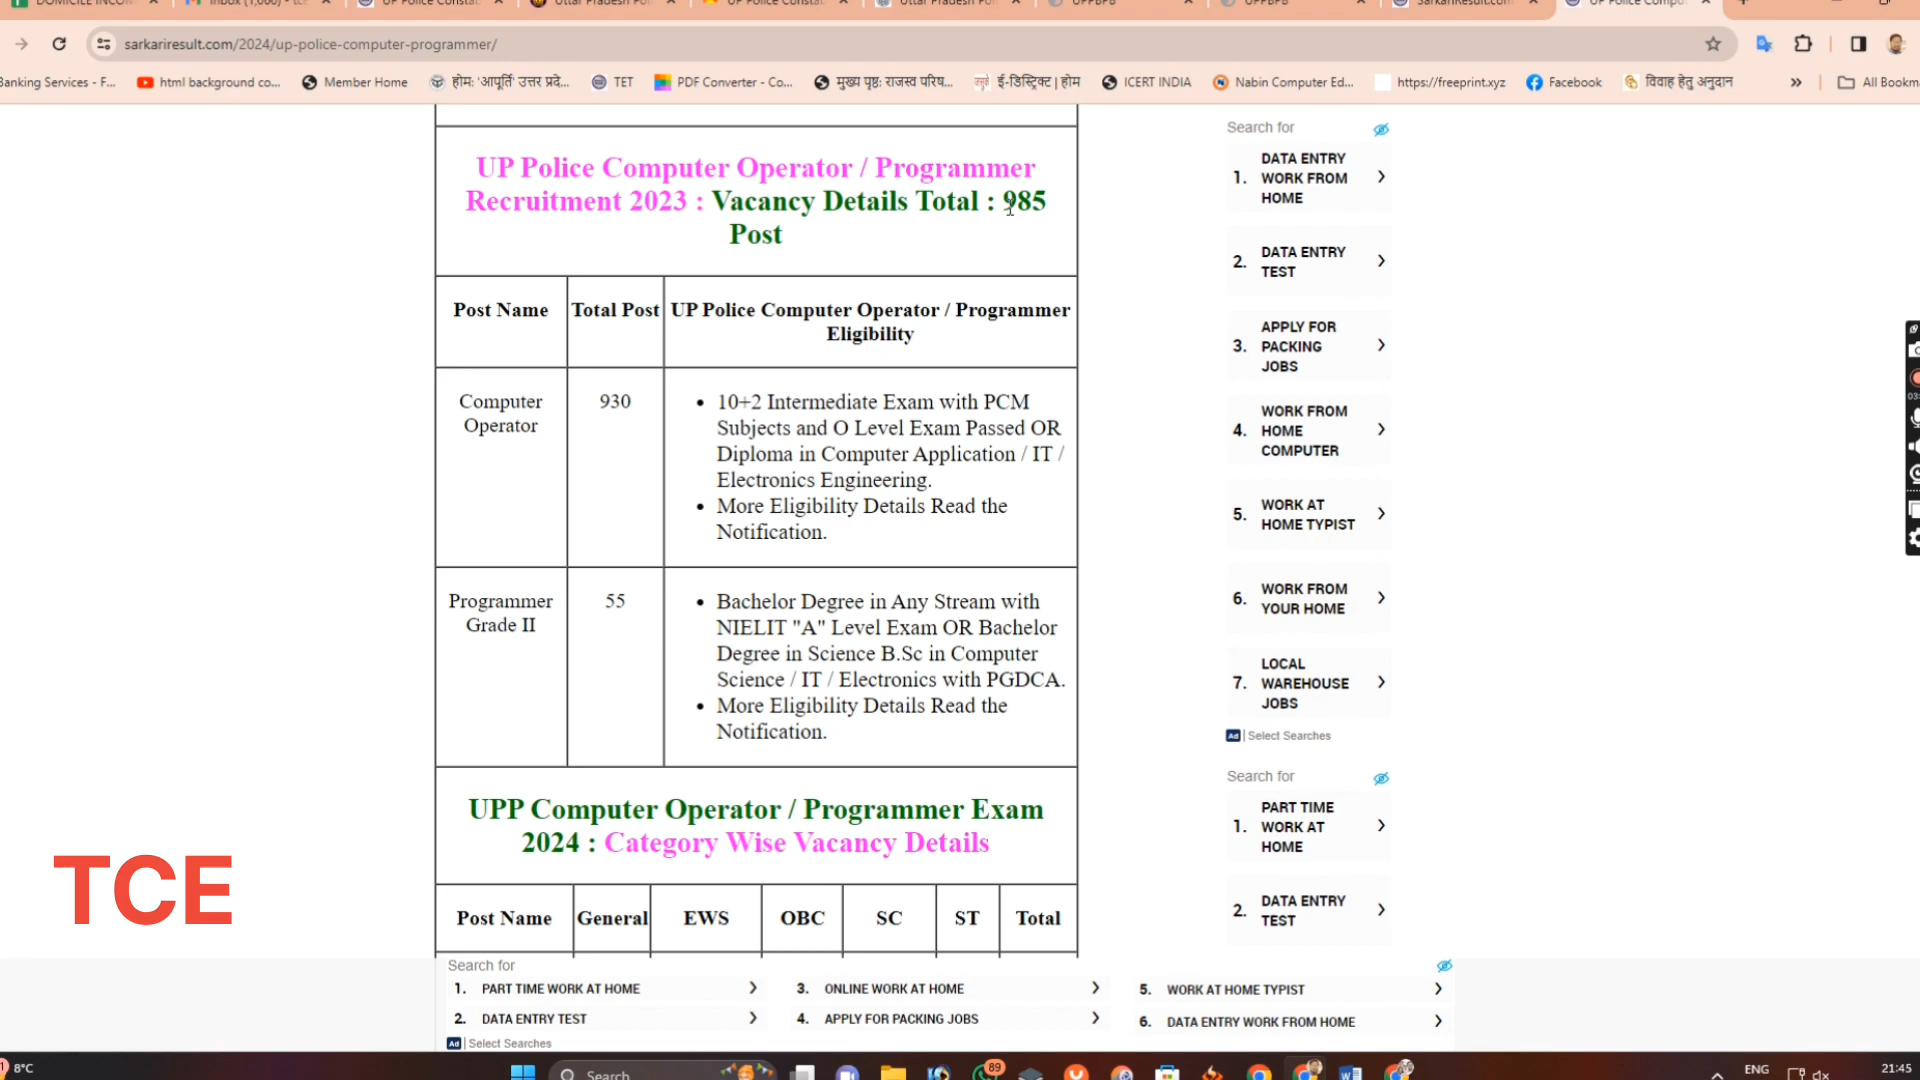 sarkariresult.com/2024/up-police-computer-programmer/
Banking Services - F...
html background co...
Member Home
होम: 'आपूर्ति' उत्तर प्रदे...
TET
PDF Converter - Co...
मुख्य पृष्ठ: राजस्व परिष...
ई-डिस्ट्रिक्ट | होम
ICERT INDIA
Nabin Computer Ed...
https://freeprint.xyz
Facebook
विवाह हेतु अनुदान
»
All Bookm
UP Police Computer Operator / Programmer
Recruitment 2023 : Vacancy Details Total : 985
Post
Post Name
Total Post
UP Police Computer Operator / Programmer
Eligibility
Computer
Operator
930
• 10+2 Intermediate Exam with PCM
Subjects and O Level Exam Passed OR
Diploma in Computer Application / IT /
Electronics Engineering.
• More Eligibility Details Read the
Notification.
Programmer
Grade II
55
• Bachelor Degree in Any Stream with
NIELIT "A" Level Exam OR Bachelor
Degree in Science B.Sc in Computer
Science / IT / Electronics with PGDCA.
• More Eligibility Details Read the
Notification.
UPP Computer Operator / Programmer Exam
2024 : Category Wise Vacancy Details
Post Name
General
EWS
OBC
SC
ST
Total
Search for
1. DATA ENTRY
WORK FROM
HOME
2. DATA ENTRY
TEST
3. APPLY FOR
PACKING
JOBS
4. WORK FROM
HOME
COMPUTER
5. WORK AT
HOME TYPIST
6. WORK FROM
YOUR HOME
7. LOCAL
WAREHOUSE
JOBS
Ad | Select Searches
Search for
1. PART TIME
WORK AT
HOME
2. DATA ENTRY
TEST
TCE
Search for
1. PART TIME WORK AT HOME
2. DATA ENTRY TEST
3. ONLINE WORK AT HOME
4. APPLY FOR PACKING JOBS
5. WORK AT HOME TYPIST
6. DATA ENTRY WORK FROM HOME
Ad | Select Searches
8°C
Search
89
ENG
21:45